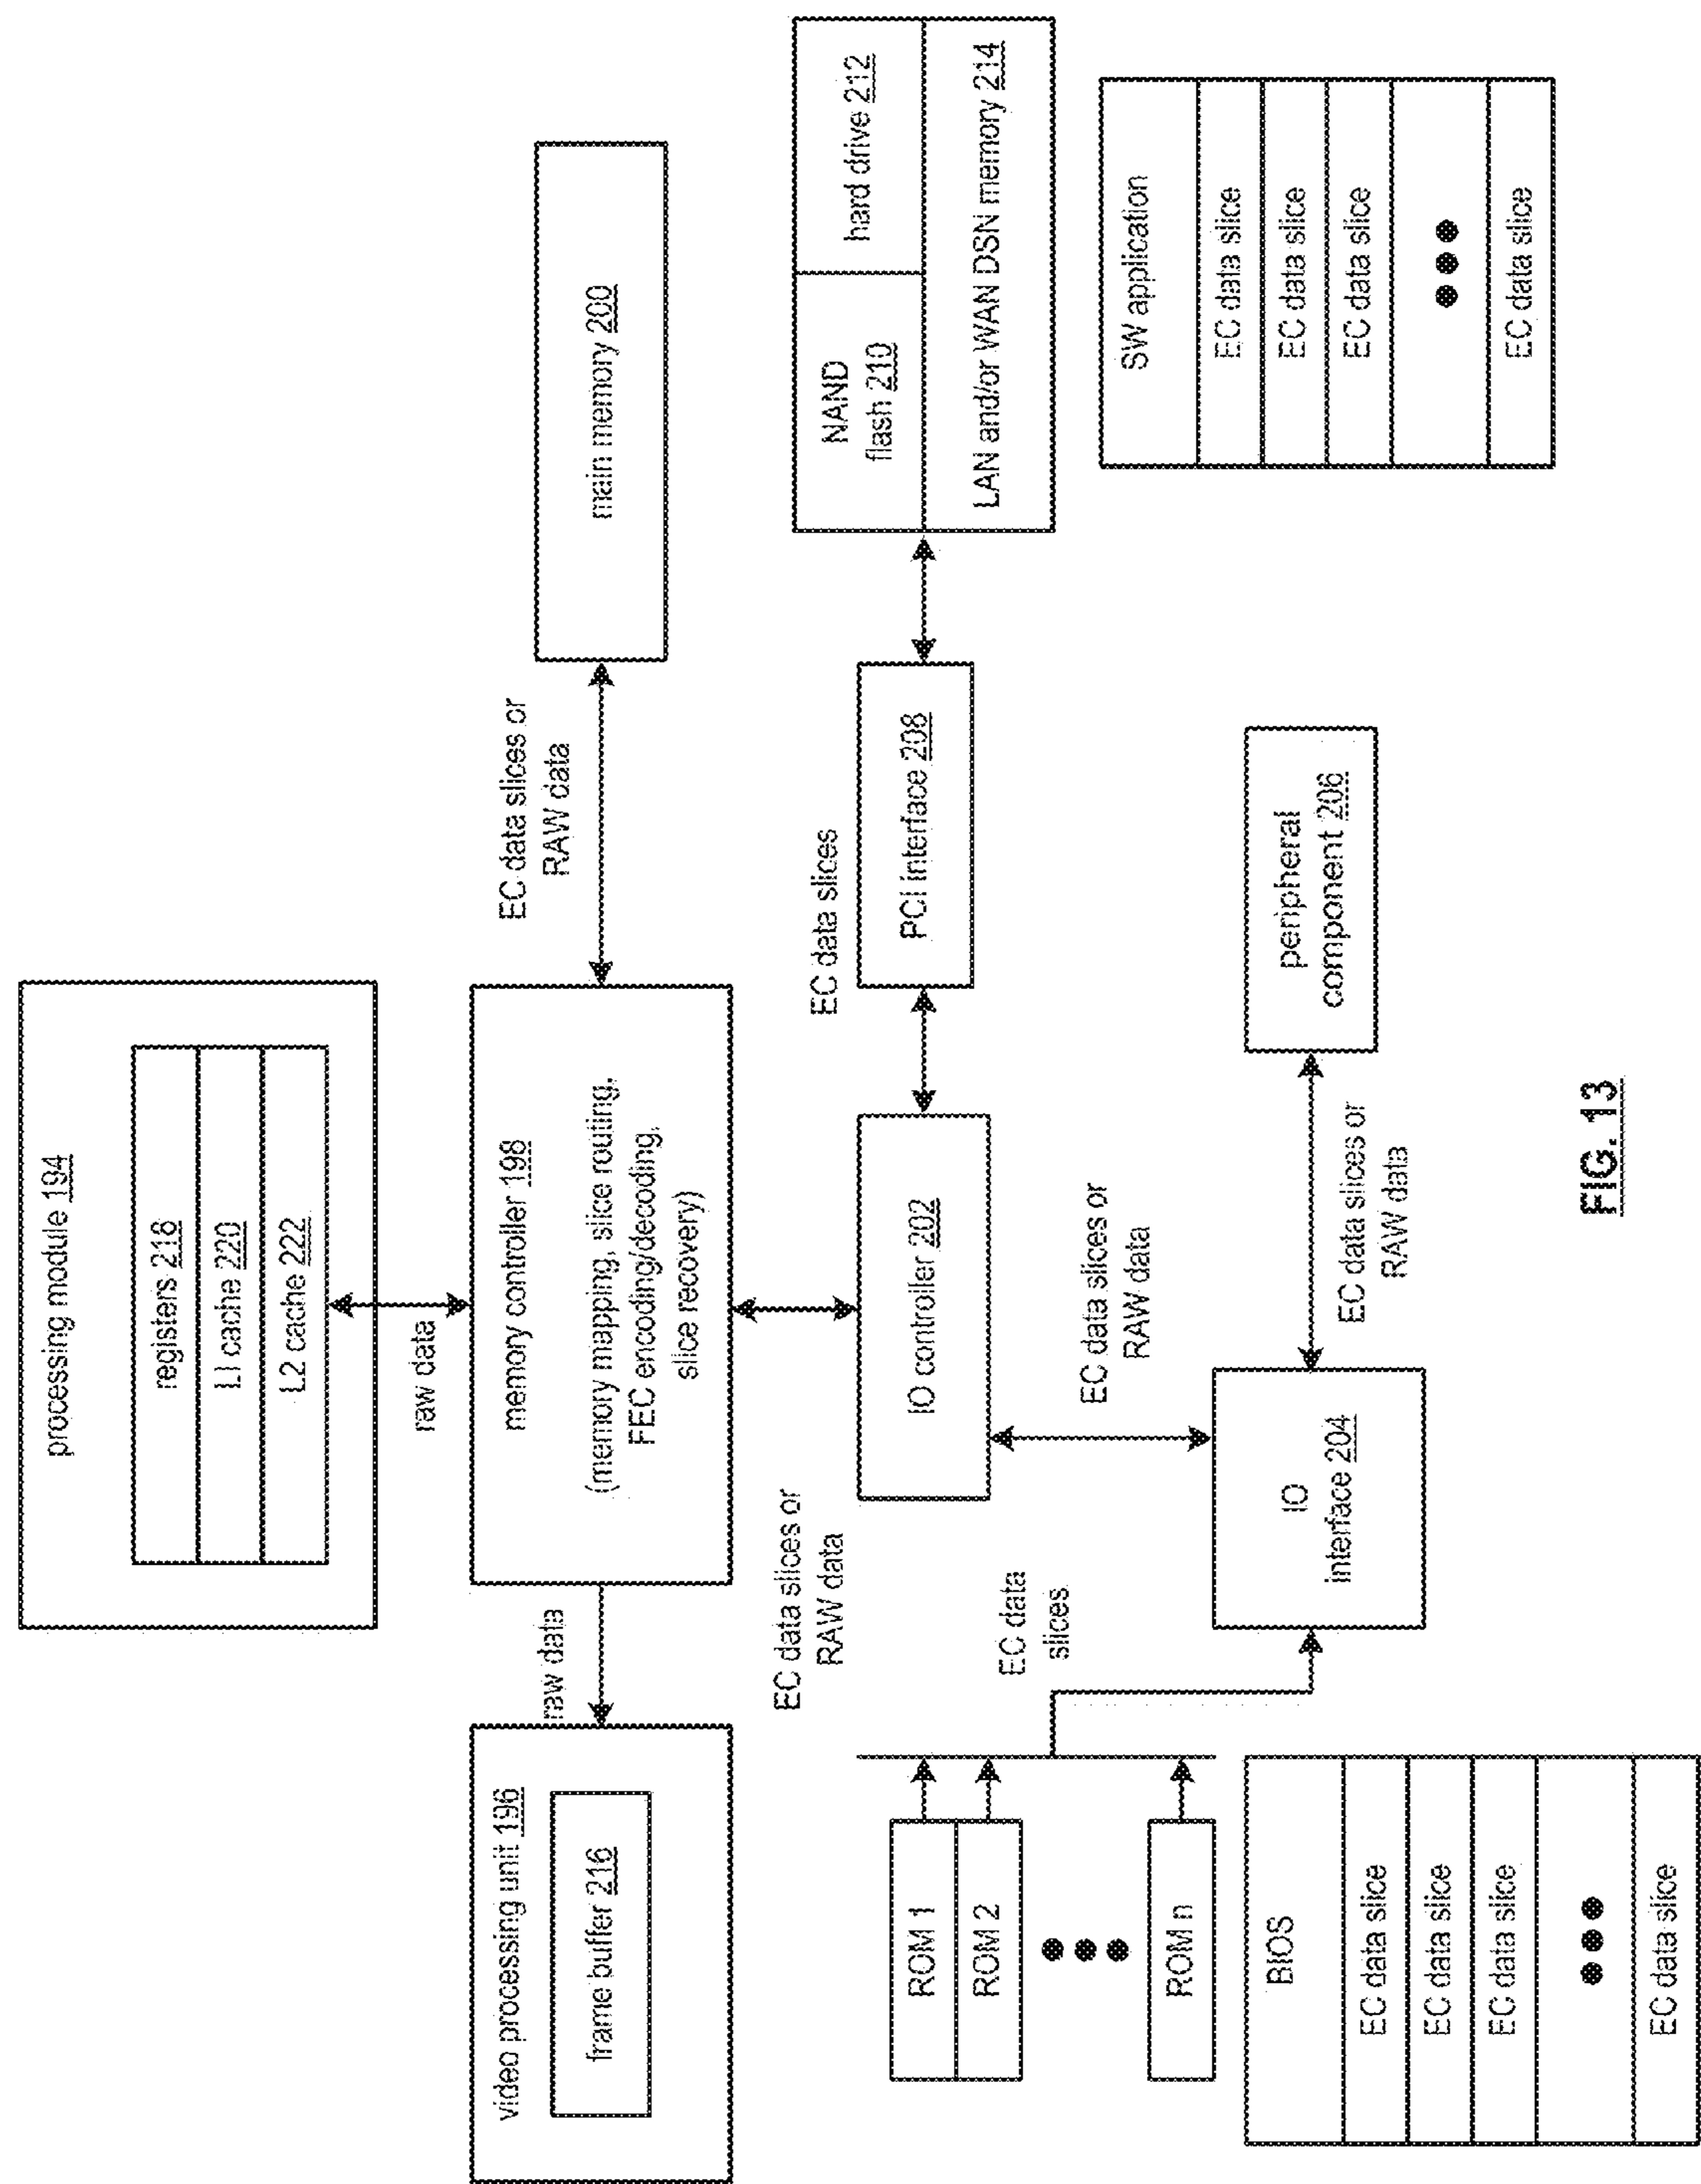 processing module 194
registers 218
L1 cache 220
L2 cache 222
raw data
video processing unit 196
frame buffer 216
raw data
memory controller 198
(memory mapping, slice routing,
FEC encoding/decoding,
slice recovery)
EC data slices or
RAW data
main memory 200
EC data slices or
RAW data
IO controller 202
EC data slices
PCI interface 208
NAND
flash 210
hard drive 212
LAN and/or WAN DSN memory 214
ROM 1
ROM 2
ROM n
EC data
slices
EC data slices or
RAW data
IO
interface 204
EC data slices or
RAW data
peripheral
component 206
BIOS
EC data slice
EC data slice
EC data slice
EC data slice
SW application
EC data slice
EC data slice
EC data slice
EC data slice
FIG. 13